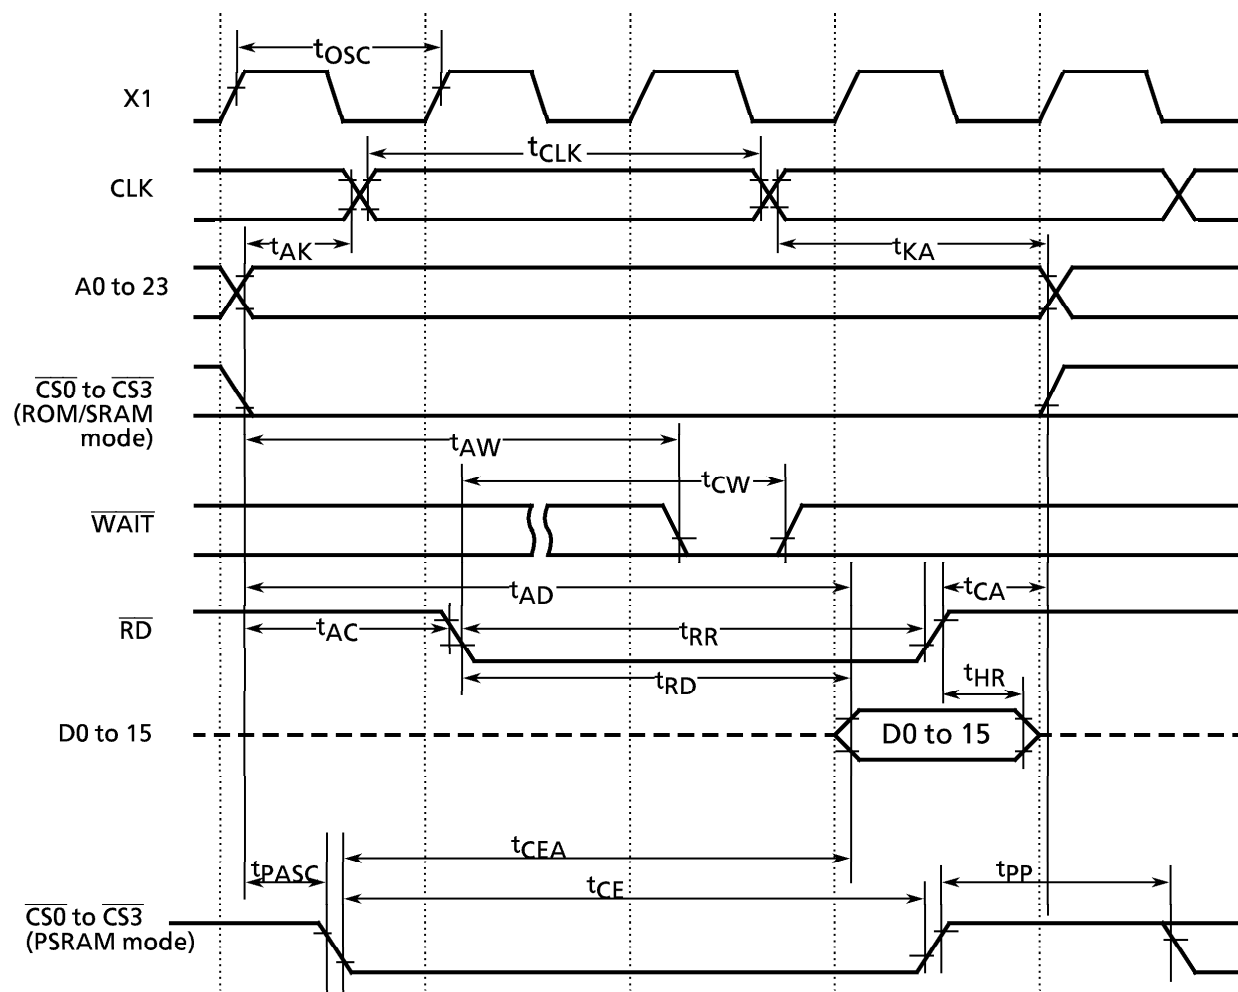 tOSC
X1
tCLK
CLK
tAK
tKA
A0 to 23
CS0 to CS3
(ROM/SRAM
mode)
tAW
tCW
WAIT
tAD
tCA
RD
tAC
tRR
tRD
tHR
D0 to 15
D0 to 15
tCEA
tPASC
tCE
tPP
CS0 to CS3
(PSRAM mode)